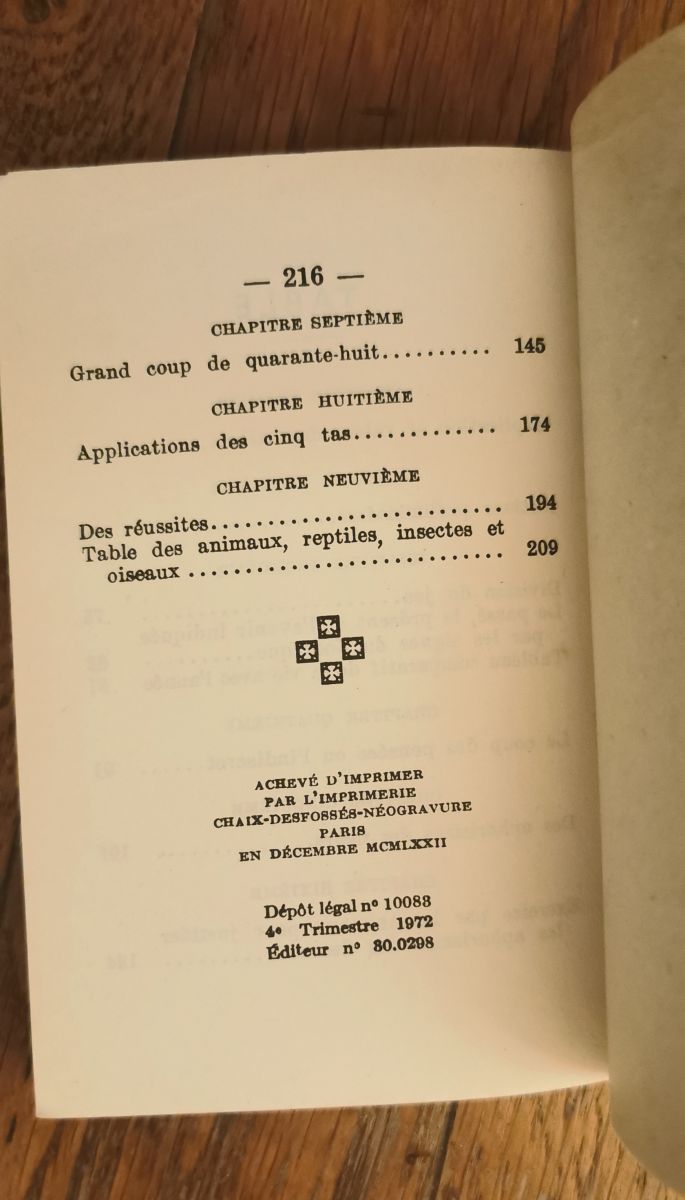 — 216 —
CHAPITRE SEPTIÈME
Grand coup de quarante-huit.......... 145
CHAPITRE HUITIÈME
Applications des cinq tas............. 174
CHAPITRE NEUVIÈME
Des réussites.......................... 194
Table des animaux, reptiles, insectes et
oiseaux ............................ 209
ACHEVÉ D'IMPRIMER
PAR L'IMPRIMERIE
CHAIX-DESFOSSÉS-NÉOGRAVURE
PARIS
EN DÉCEMBRE MCMLXXII
Dépôt légal nº 10083
4e Trimestre 1972
Éditeur nº 80.0298